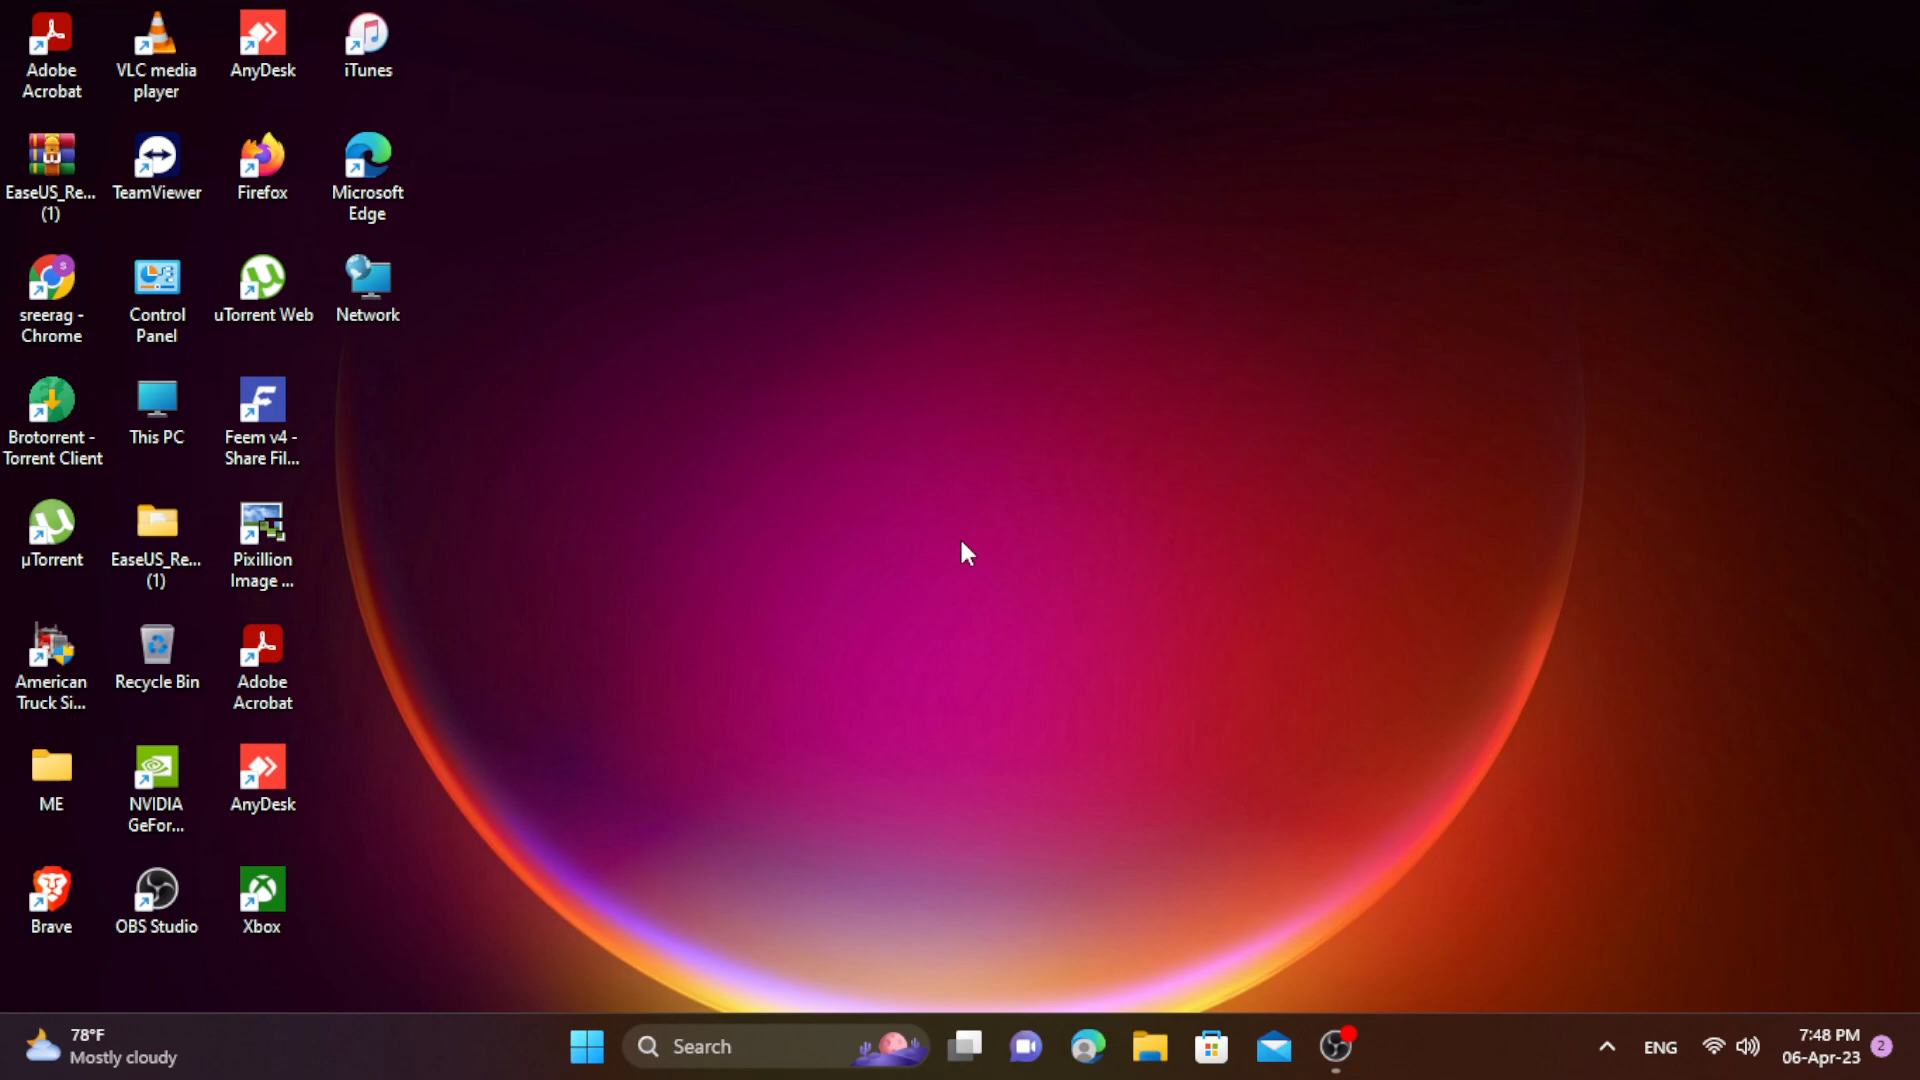 Adobe
Acrobat
VLC media
player
AnyDesk
iTunes
EaseUS_Re...
(1)
TeamViewer
Firefox
Microsoft
Edge
sreerag -
Chrome
Control
Panel
uTorrent Web
Network
Brotorrent -
Torrent Client
This PC
Feem v4 -
Share Fil...
µTorrent
EaseUS_Re...
(1)
Pixillion
Image ...
American
Truck Si...
Recycle Bin
Adobe
Acrobat
ME
NVIDIA
GeFor...
AnyDesk
Brave
OBS Studio
Xbox
78°F
Mostly cloudy
Search
ENG
7:48 PM
06-Apr-23
2